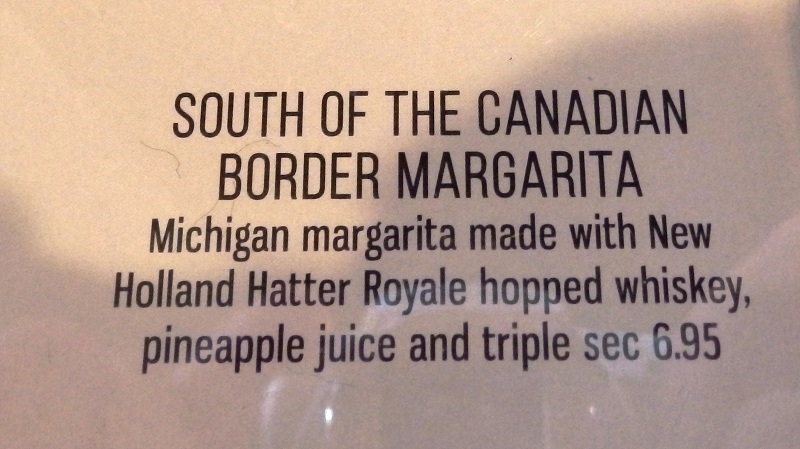 SOUTH OF THE CANADIAN
BORDER MARGARITA
Michigan margarita made with New
Holland Hatter Royale hopped whiskey,
pineapple juice and triple sec 6.95